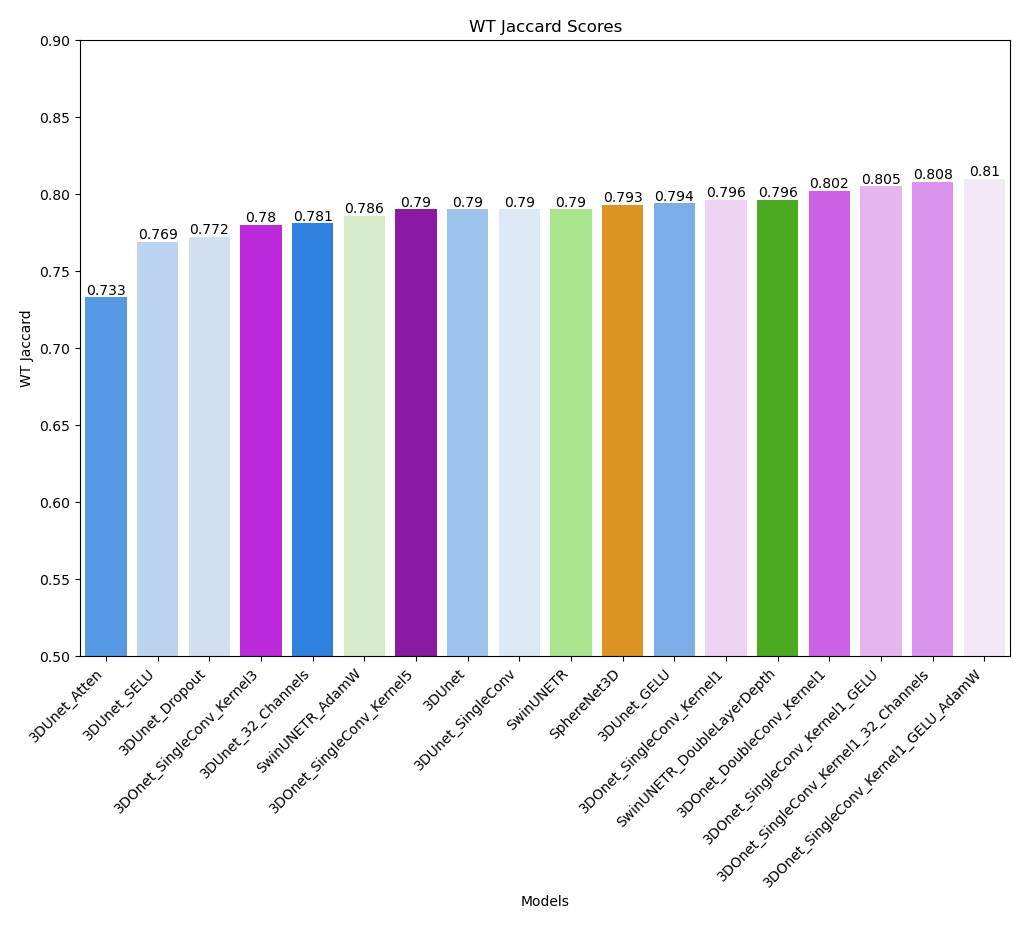 WT Jaccard Scores
WT Jaccard
0.90
0.85
0.80
0.75
0.70
0.65
0.60
0.55
0.50
0.733
0.769
0.772
0.78
0.781
0.786
0.79
0.79
0.79
0.79
0.793
0.794
0.796
0.796
0.802
0.805
0.808
0.81
3DUnet_Atten
3DUnet_SELU
3DUnet_Dropout
3DOnet_SingleConv_Kernel3
3DUnet_32_Channels
SwinUNETR_AdamW
3DOnet_SingleConv_Kernel5
3DUnet
3DUnet_SingleConv
SwinUNETR
SphereNet3D
3DUnet_GELU
3DOnet_SingleConv_Kernel1
SwinUNETR_DoubleLayerDepth
3DOnet_DoubleConv_Kernel1
3DOnet_SingleConv_Kernel1_GELU
3DOnet_SingleConv_Kernel1_32_Channels
3DOnet_SingleConv_Kernel1_GELU_AdamW
Models